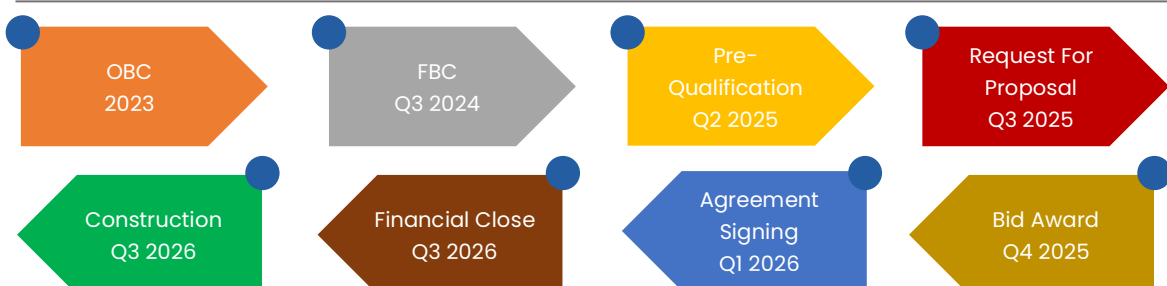 OBC
2023
FBC
Q3 2024
Pre-
Qualification
Q2 2025
Request For
Proposal
Q3 2025
Construction
Q3 2026
Financial Close
Q3 2026
Agreement
Signing
Q1 2026
Bid Award
Q4 2025